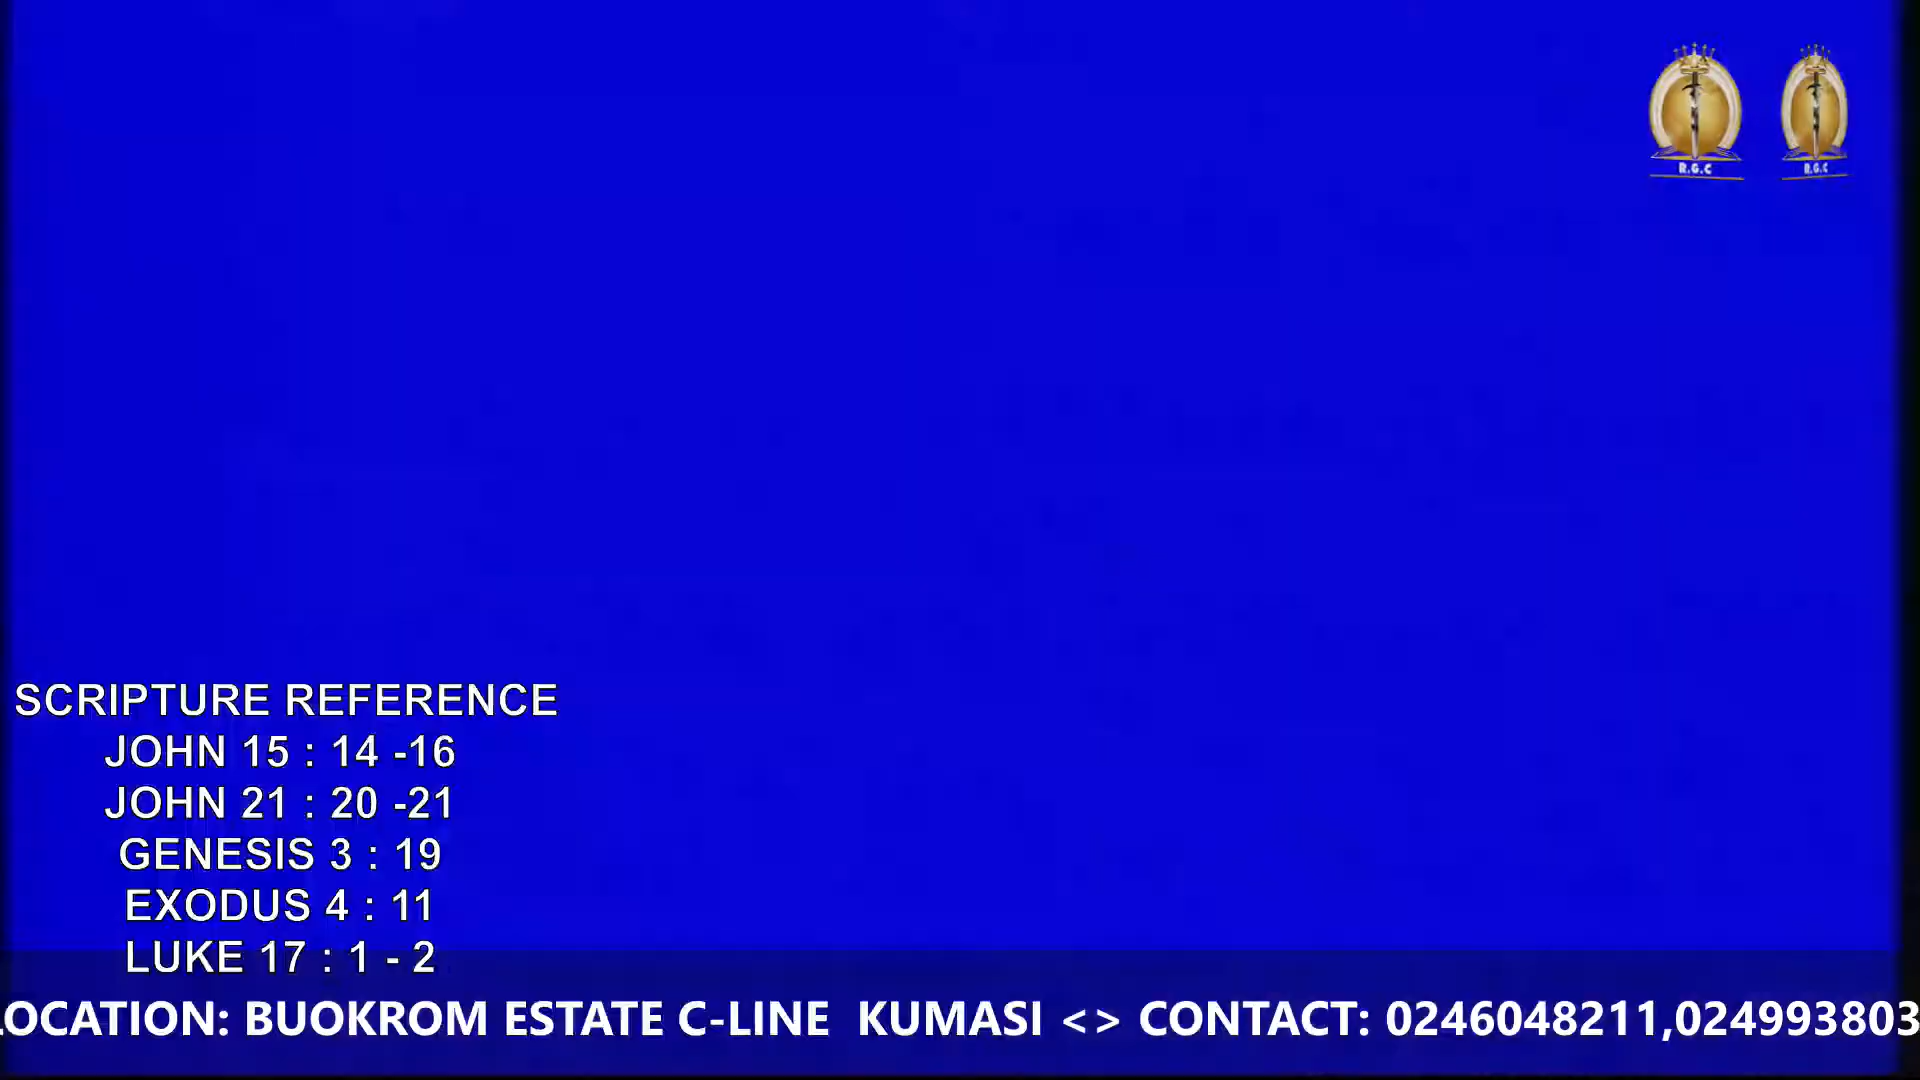 R.G.C R.G.C
SCRIPTURE REFERENCE
JOHN 15 : 14 -16
JOHN 21 : 20 -21
GENESIS 3 : 19
EXODUS 4 : 11
LUKE 17 : 1 - 2
LOCATION: BUOKROM ESTATE C-LINE KUMASI <> CONTACT: 0246048211,024993803